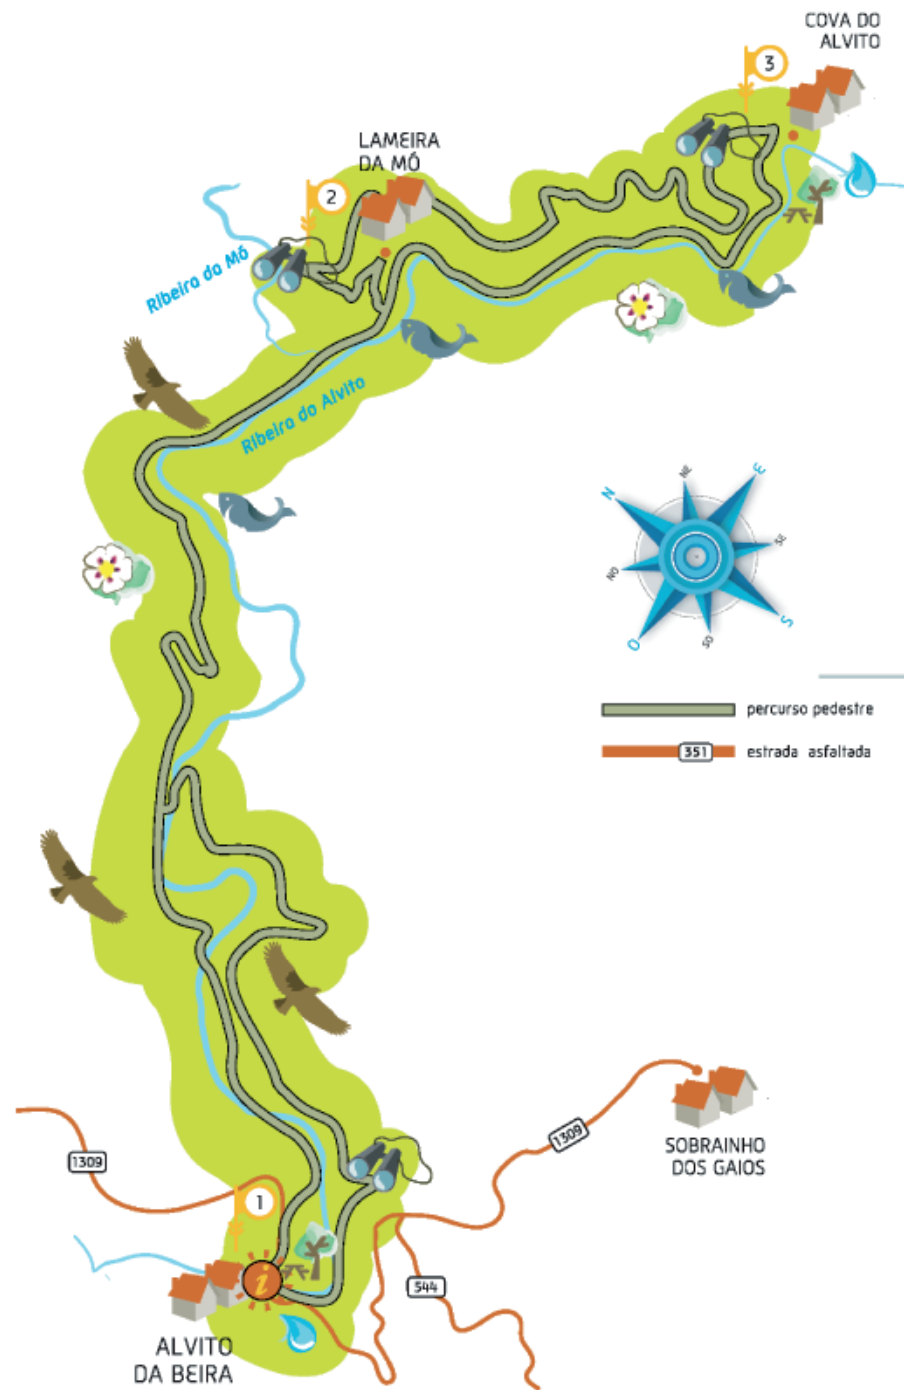 COVA DO
ALVITO
3
LAMEIRA
DA MÓ
2
Ribeira da Mó
Ribeira do Alvito
N
NE
E
SE
S
SO
O
NO
percurso pedestre
351
estrada asfaltada
1309
SOBRAINHO
DOS GAIOS
1309
1
i
544
ALVITO
DA BEIRA